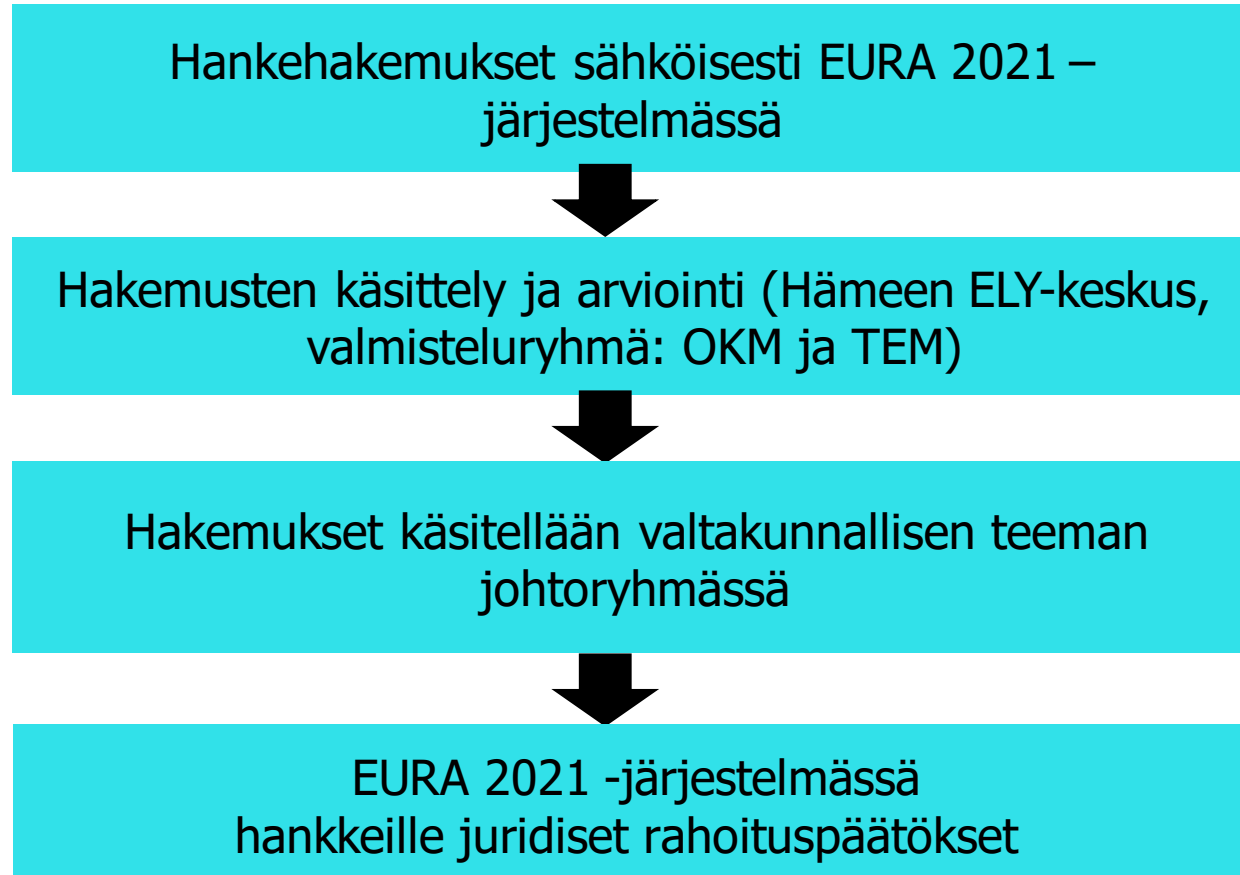 Hankehakemukset sähköisesti EURA 2021 –
järjestelmässä
Hakemusten käsittely ja arviointi (Hämeen ELY-keskus,
valmisteluryhmä: OKM ja TEM)
Hakemukset käsitellään valtakunnallisen teeman
johtoryhmässä
EURA 2021 -järjestelmässä
hankkeille juridiset rahoituspäätökset